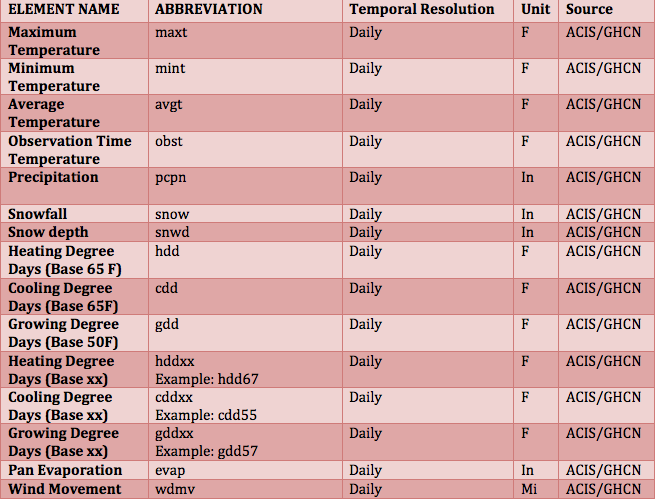 ELEMENT NAME ABBREVIATION Temporal Resolution Unit Source
Maximum maxt Daily F ACIS/GHCN
Temperature
Minimum mint Daily F ACIS/GHCN
Temperature
Average avgt Daily F ACIS/GHCN
Temperature
Observation Time obst Daily F ACIS/GHCN
Temperature
Precipitation pcpn Daily In ACIS/GHCN
Snowfall snow Daily In ACIS/GHCN
Snow depth snwd Daily In ACIS/GHCN
Heating Degree hdd Daily F ACIS/GHCN
Days (Base 65 F)
Cooling Degree cdd Daily F ACIS/GHCN
Days (Base 65F)
Growing Degree gdd Daily F ACIS/GHCN
Days (Base 50F)
Heating Degree hddxx Daily F ACIS/GHCN
Days (Base xx) Example: hdd67
Cooling Degree cddxx Daily F ACIS/GHCN
Days (Base xx) Example: cdd55
Growing Degree gddxx Daily F ACIS/GHCN
Days (Base xx) Example: gdd57
Pan Evaporation evap Daily In ACIS/GHCN
Wind Movement wdmv Daily Mi ACIS/GHCN